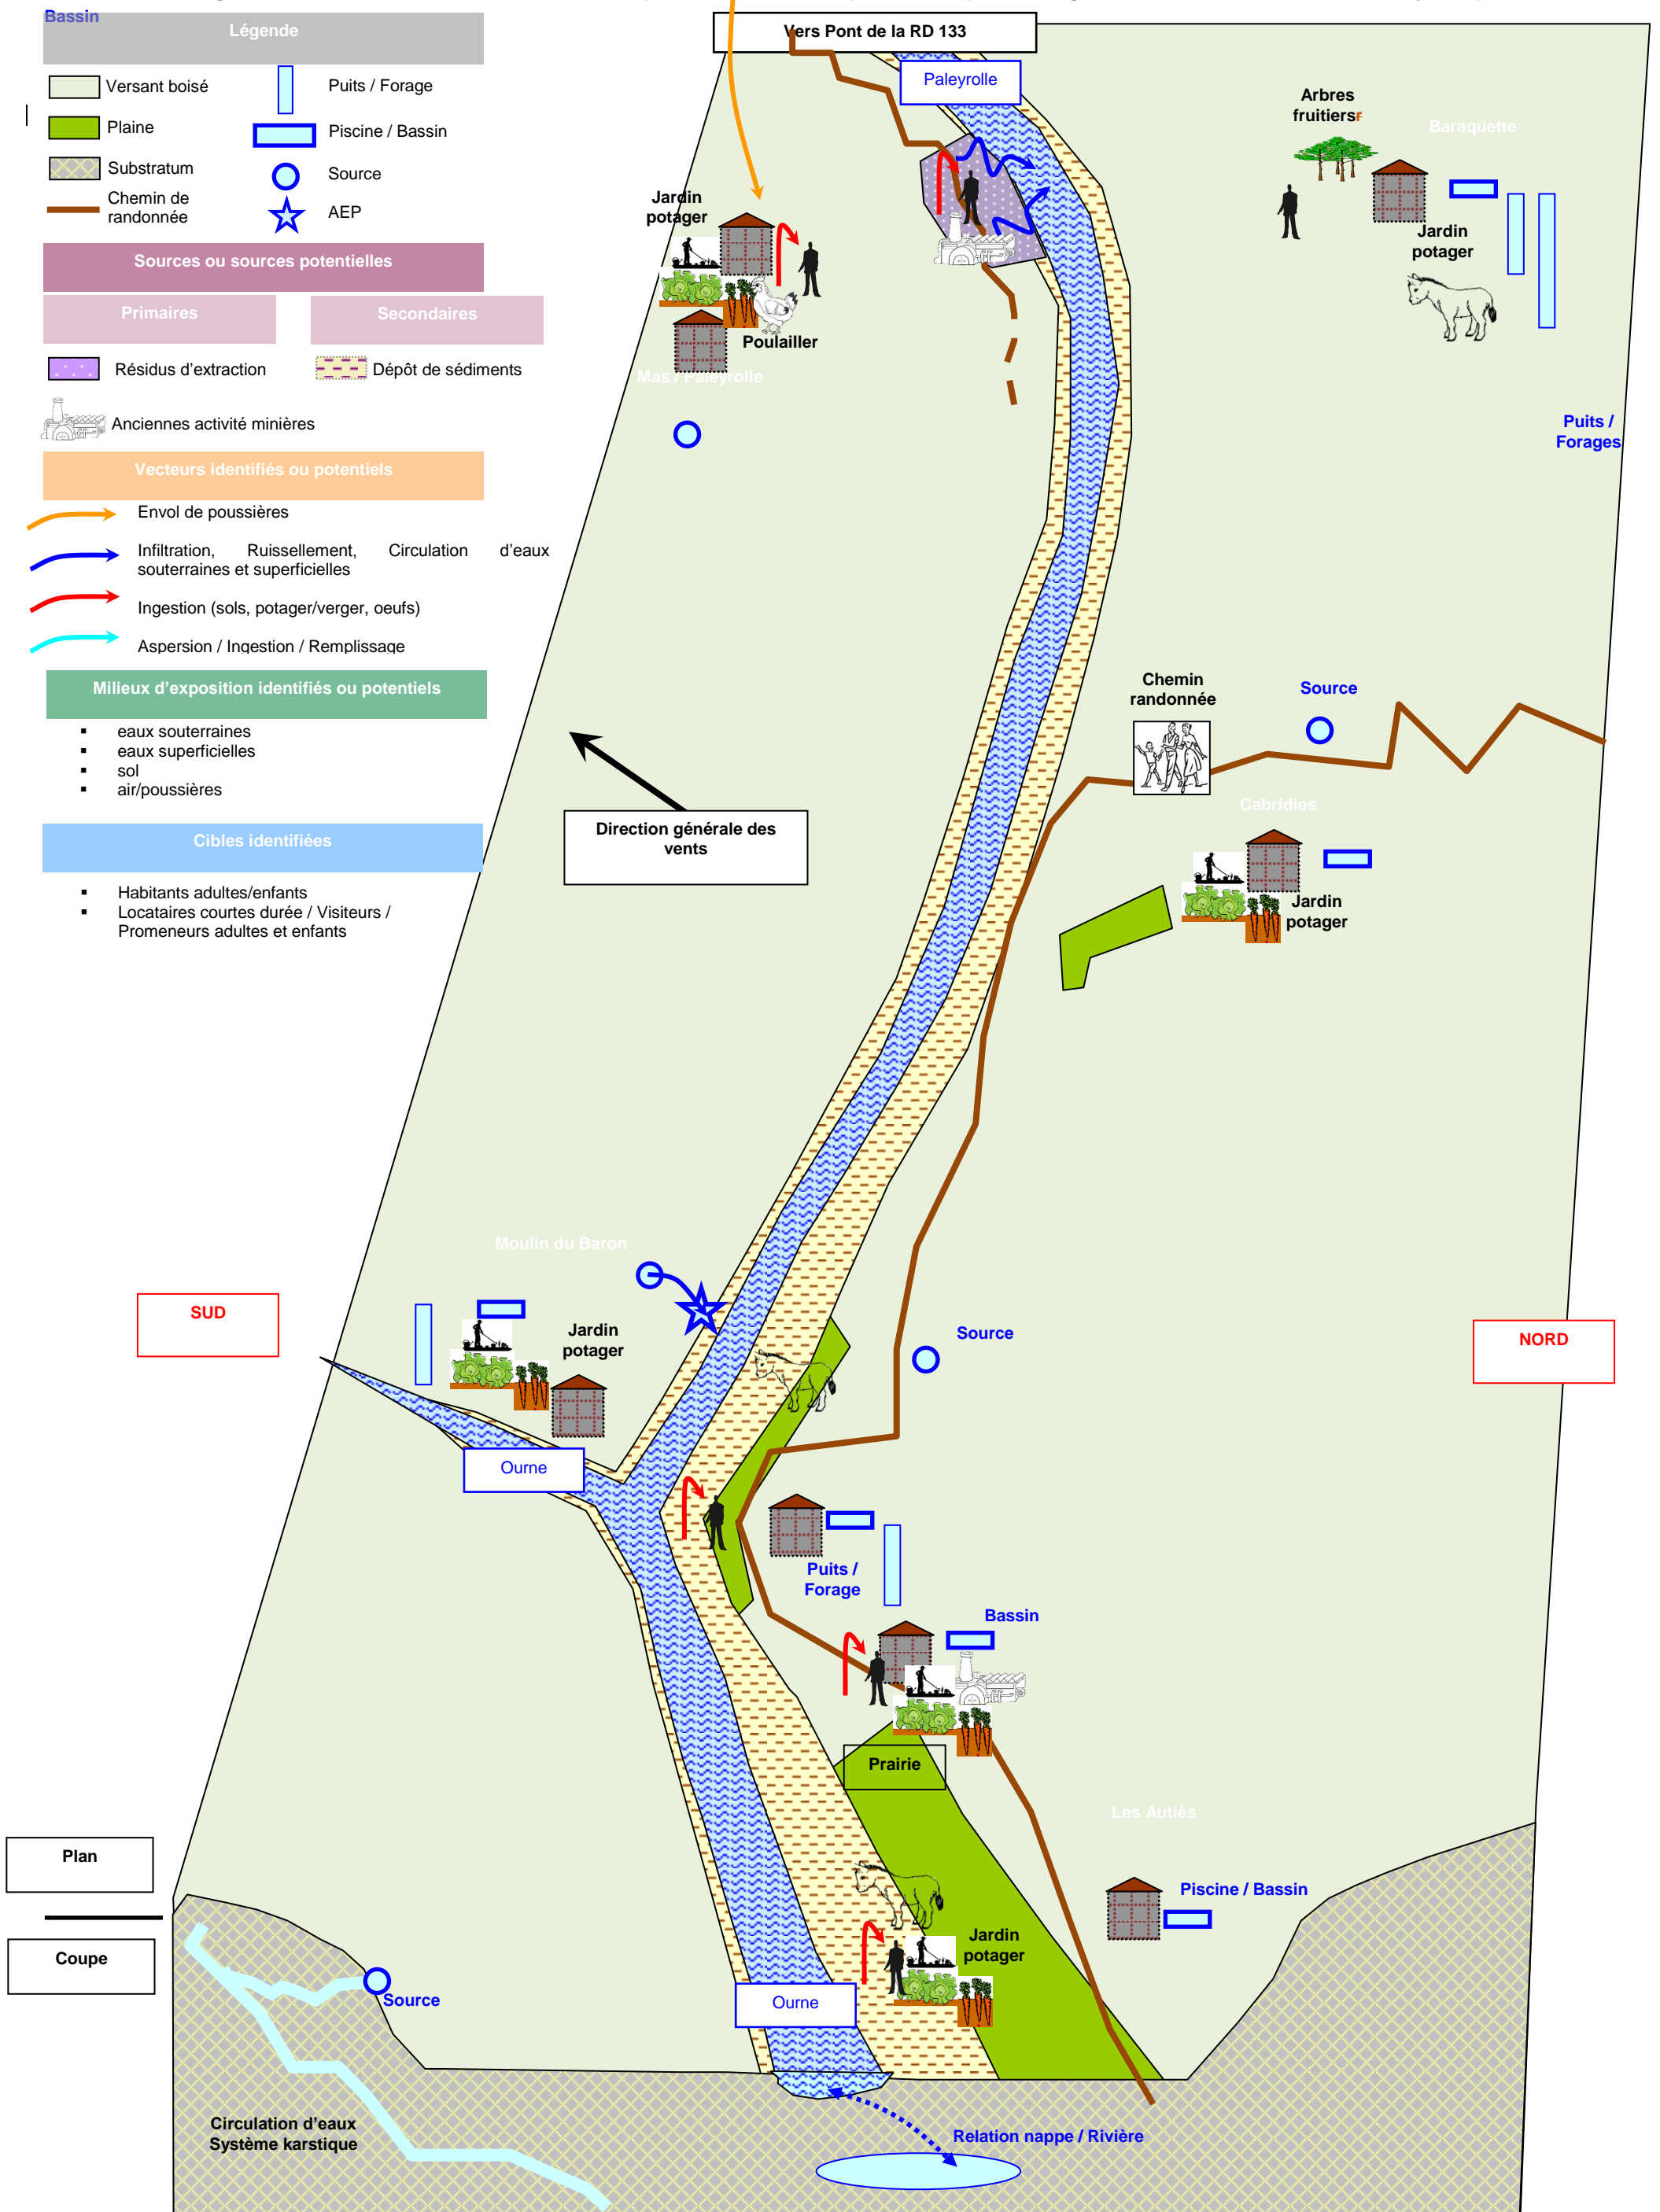 Bassin
Légende
Versant boisé
Puits / Forage
Plaine
Piscine / Bassin
Substratum
Source
Chemin de
randonnée
AEP
Sources ou sources potentielles
Primaires
Secondaires
Résidus d'extraction
Dépôt de sédiments
Anciennes activité minières
Vecteurs identifiés ou potentiels
Envol de poussières
Infiltration, Ruissellement, Circulation d'eaux
souterraines et superficielles
Ingestion (sols, potager/verger, oeufs)
Aspersion / Ingestion / Remplissage
Milieux d'exposition identifiés ou potentiels
▪ eaux souterraines
▪ eaux superficielles
▪ sol
▪ air/poussières
Cibles identifiées
▪ Habitants adultes/enfants
▪ Locataires courtes durée / Visiteurs /
Promeneurs adultes et enfants
Vers Pont de la RD 133
Paleyrolle
Arbres
fruitiersr
Baraquette
Jardin
potager
Jardin
potager
Poulailler
Mas / Paleyrolle
Puits /
Forages
Chemin
randonnée
Source
Cabridies
Direction générale des
vents
Jardin
potager
Moulin du Baron
SUD
Jardin
potager
Source
NORD
Ourne
Puits /
Forage
Bassin
Prairie
Les Autiés
Plan
Piscine / Bassin
Coupe
Jardin
potager
Source
Ourne
Circulation d'eaux
Système karstique
Relation nappe / Rivière